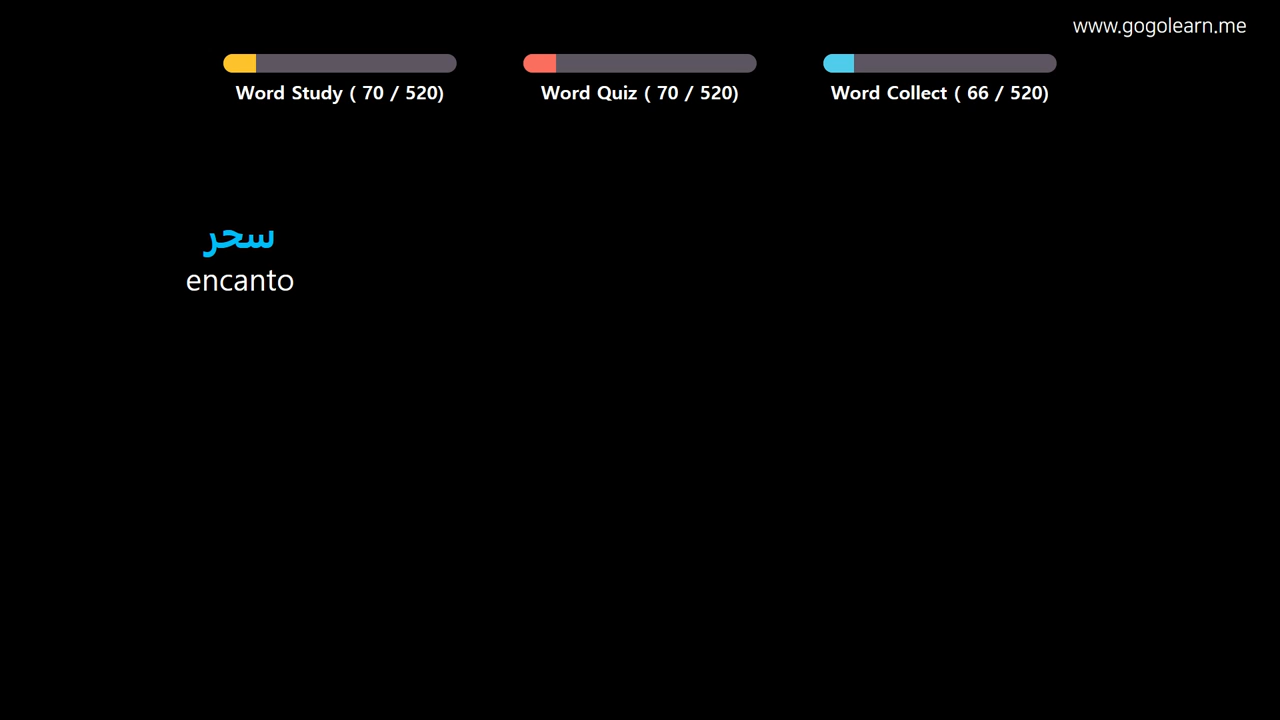 www.gogolearn.me
Word Study ( 70 / 520)
Word Quiz ( 70 / 520)
Word Collect ( 66 / 520)
سحر
encanto